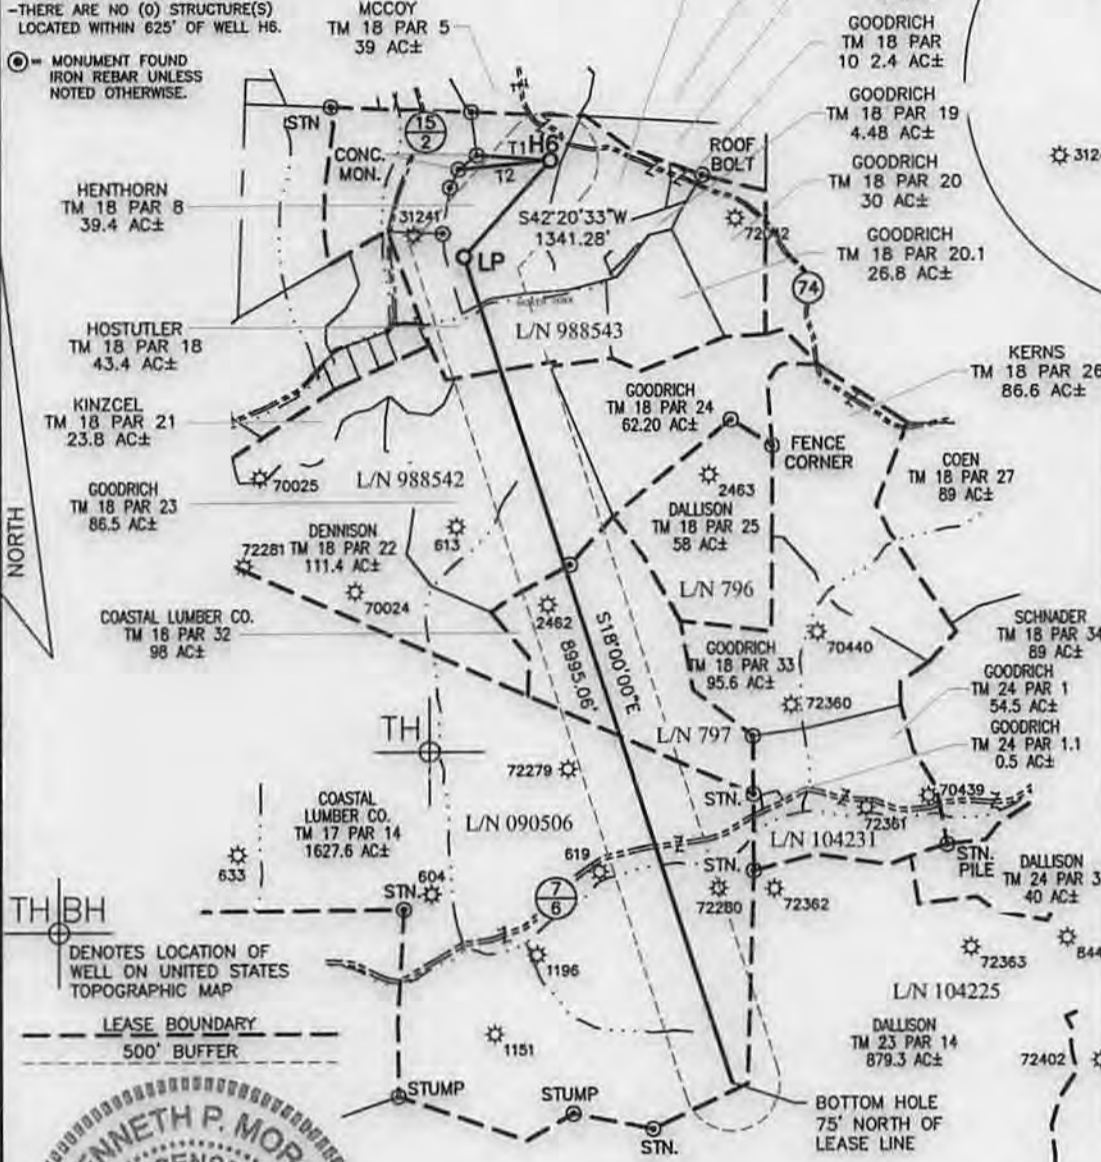 -THERE ARE NO (0) STRUCTURE(S)
LOCATED WITHIN 625' OF WELL H6.
= MONUMENT FOUND
IRON REBAR UNLESS
NOTED OTHERWISE.
MCCOY
TM 18 PAR 5
39 AC±
GOODRICH
TM 18 PAR
10 2.4 AC±
GOODRICH
TM 18 PAR 19
4.48 AC±
GOODRICH
TM 18 PAR 20
30 AC±
GOODRICH
TM 18 PAR 20.1
26.8 AC±
STN
15
2
CONC.
MON.
T1
H6
T2
ROOF
BOLT
HENTHORN
TM 18 PAR 8
39.4 AC±
31241
S42°20'33"W
1341.28'
LP
74
HOSTUTLER
TM 18 PAR 18
43.4 AC±
L/N 988543
KERNS
TM 18 PAR 26
86.6 AC±
KINZCEL
TM 18 PAR 21
23.8 AC±
GOODRICH
TM 18 PAR 24
62.20 AC±
FENCE
CORNER
COEN
TM 18 PAR 27
89 AC±
70025
L/N 988542
2463
GOODRICH
TM 18 PAR 23
86.5 AC±
DALLISON
TM 18 PAR 25
58 AC±
NORTH
DENNISON
TM 18 PAR 22
111.4 AC±
613
72281
70024
L/N 796
COASTAL LUMBER CO.
TM 18 PAR 32
98 AC±
2462
S18°00'00"E
8995.06'
70440
SCHNADER
TM 18 PAR 34
89 AC±
GOODRICH
TM 18 PAR 33
95.6 AC±
GOODRICH
TM 24 PAR 1
54.5 AC±
72360
TH
L/N 797
GOODRICH
TM 24 PAR 1.1
0.5 AC±
72279
STN.
70439
COASTAL
LUMBER CO.
TM 17 PAR 14
1627.6 AC±
L/N 090506
72361
L/N 104231
633
619
STN.
STN.
PILE
DALLISON
TM 24 PAR 3
40 AC±
604
STN.
7
6
72280
72362
TH BH
DENOTES LOCATION OF
WELL ON UNITED STATES
TOPOGRAPHIC MAP
1196
72363
844
L/N 104225
LEASE BOUNDARY
500' BUFFER
1151
DALLISON
TM 23 PAR 14
879.3 AC±
72402
STUMP
STUMP
STN.
BOTTOM HOLE
75' NORTH OF
LEASE LINE
NNETH P. MOR